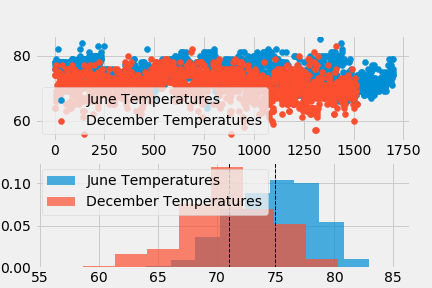 80
60
June Temperatures
December Temperatures
0 250 500 750 1000 1250 1500 1750
0.10
0.05
0.00
June Temperatures
December Temperatures
55 60 65 70 75 80 85